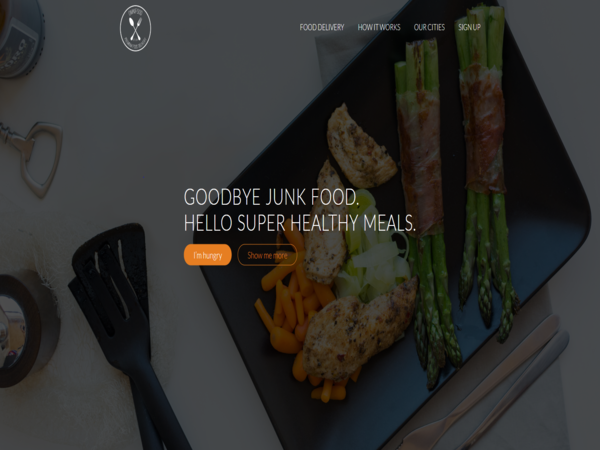 FOOD DELIVERY HOW IT WORKS OUR CITIES SIGN UP
GOODBYE JUNK FOOD.
HELLO SUPER HEALTHY MEALS.
I'm hungry Show me more